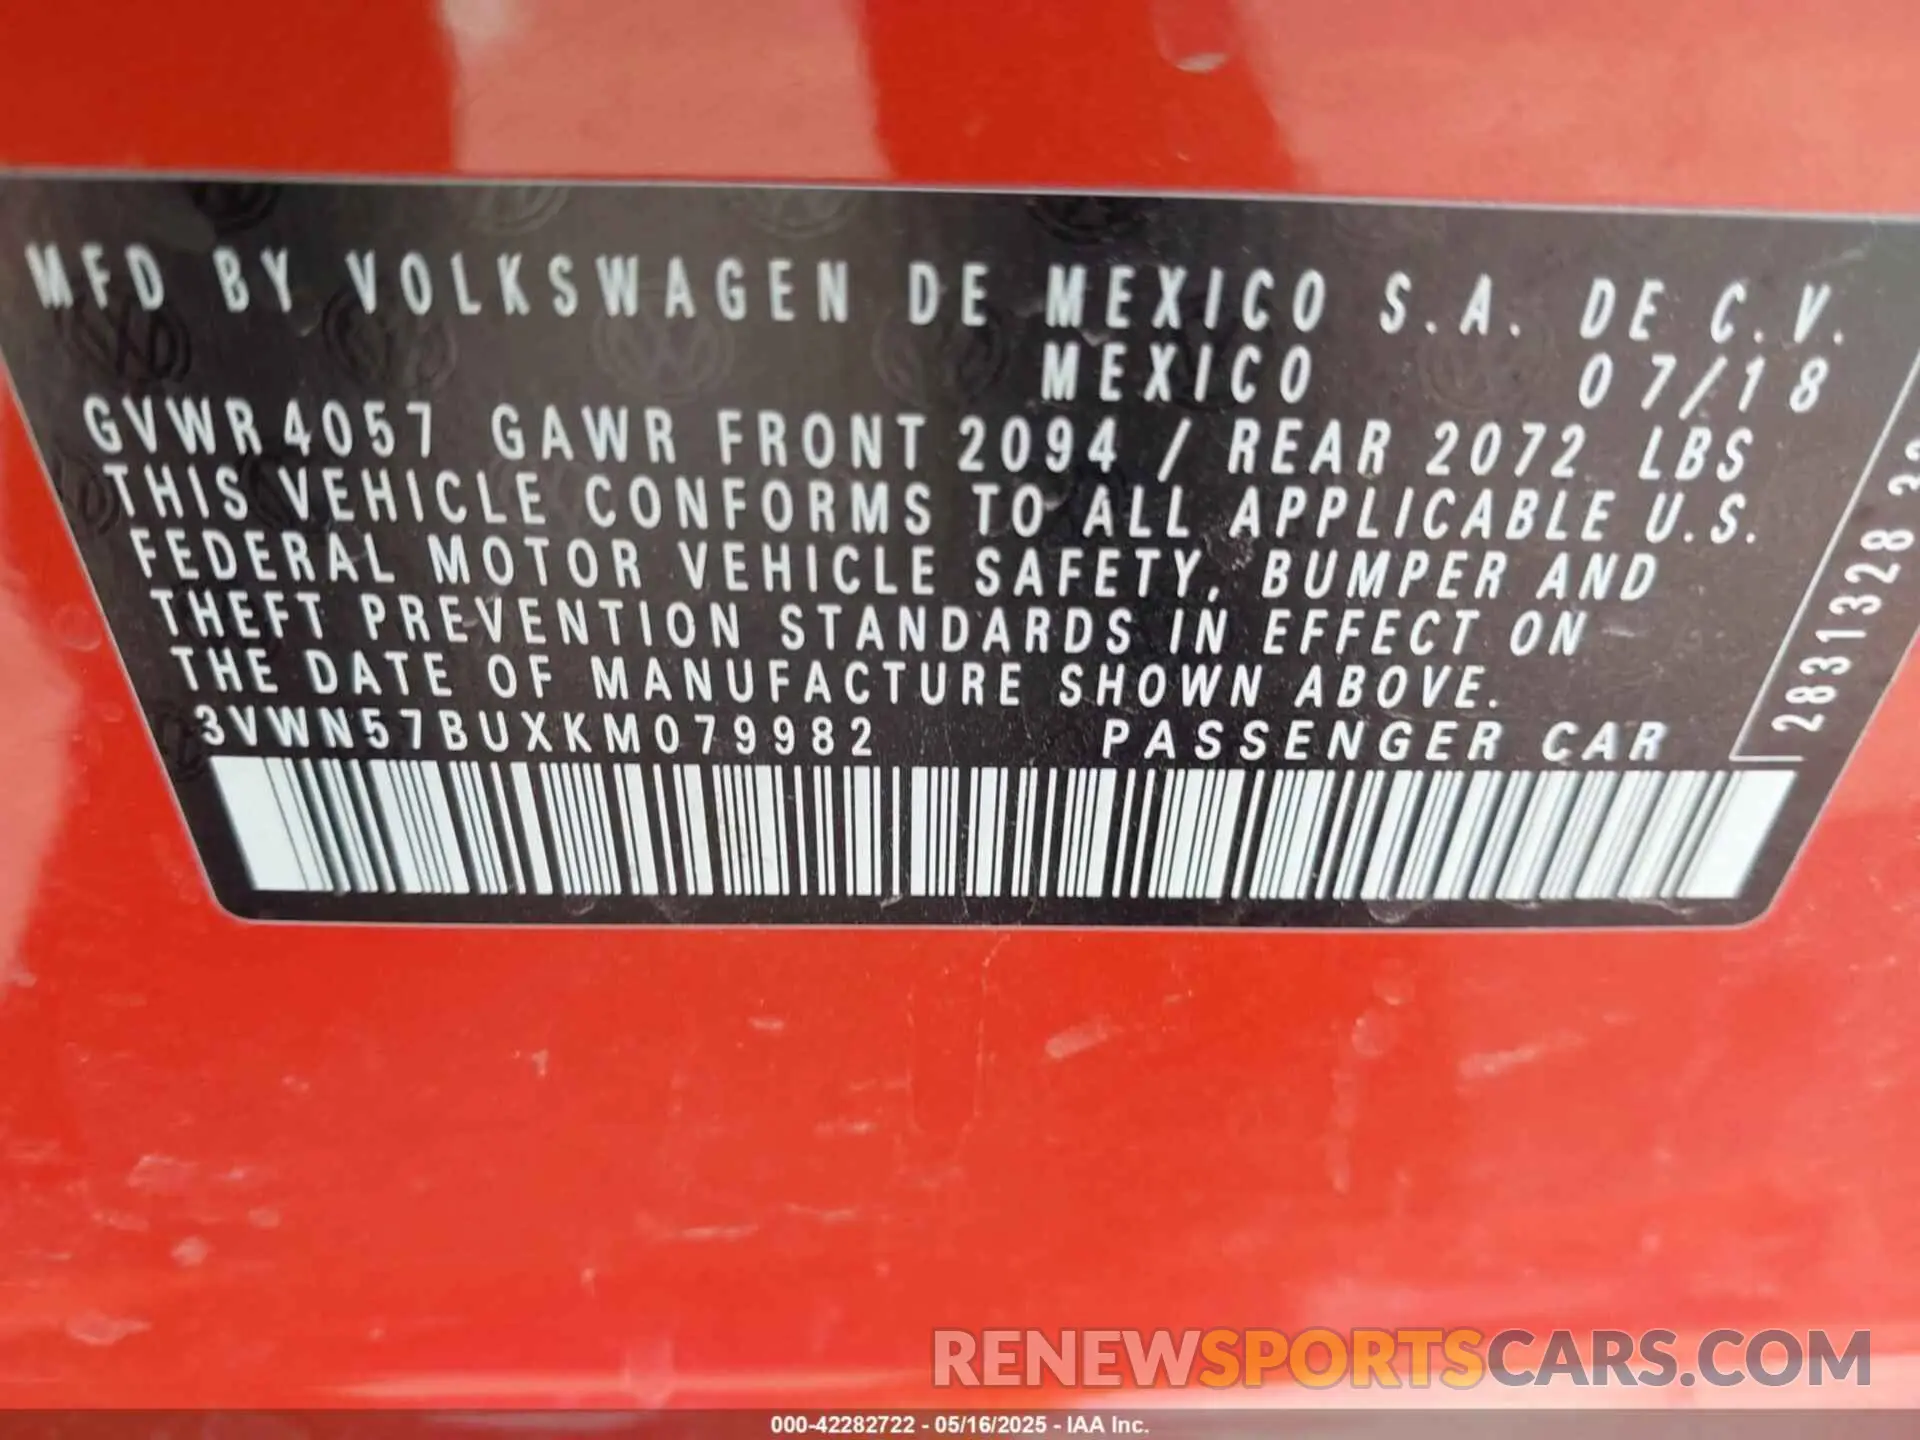 MFD BY VOLKSWAGEN DE MEXICO S.A. DE C.V.
MEXICO 07/18
GVWR 4057 GAWR FRONT 2094 / REAR 2072 LBS
THIS VEHICLE CONFORMS TO ALL APPLICABLE U.S.
FEDERAL MOTOR VEHICLE SAFETY, BUMPER AND
THEFT PREVENTION STANDARDS IN EFFECT ON
THE DATE OF MANUFACTURE SHOWN ABOVE.
3VWN57BUXKM079982 PASSENGER CAR
2831328
RENEWSPORTSCARS.COM
000-42282722 - 05/16/2025 - IAA Inc.